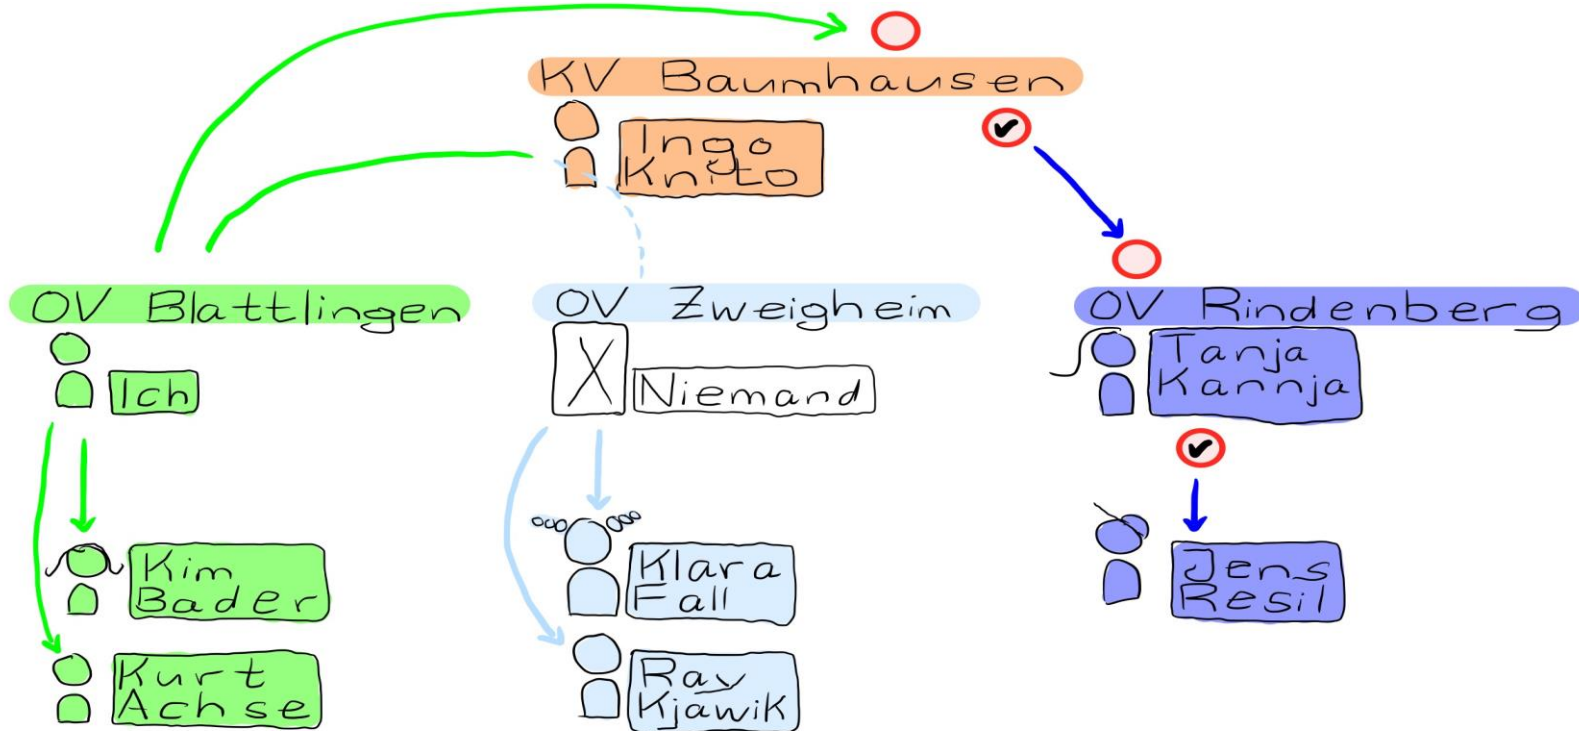 KV Baumhausen
Ingo
Knito
OV Blattlingen
OV Zweigheim
OV Rindenberg
Ich
Niemand
Tanja
Kannja
Kim
Bader
Klara
Fall
Jens
Resil
Kurt
Achse
Ray
Kjawik